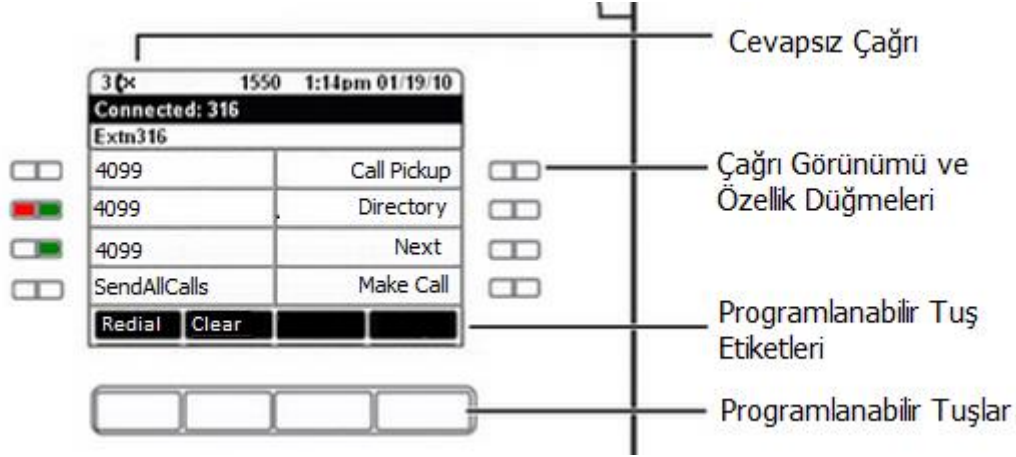 Cevapsız Çağrı
3 1550 1:14pm 01/19/10
Connected: 316
Extn316
4099 Call Pickup
4099 Directory
4099 Next
SendAllCalls Make Call
Çağrı Görünümü ve
Özellik Düğmeleri
Redial Clear
Programlanabilir Tuş
Etiketleri
Programlanabilir Tuşlar